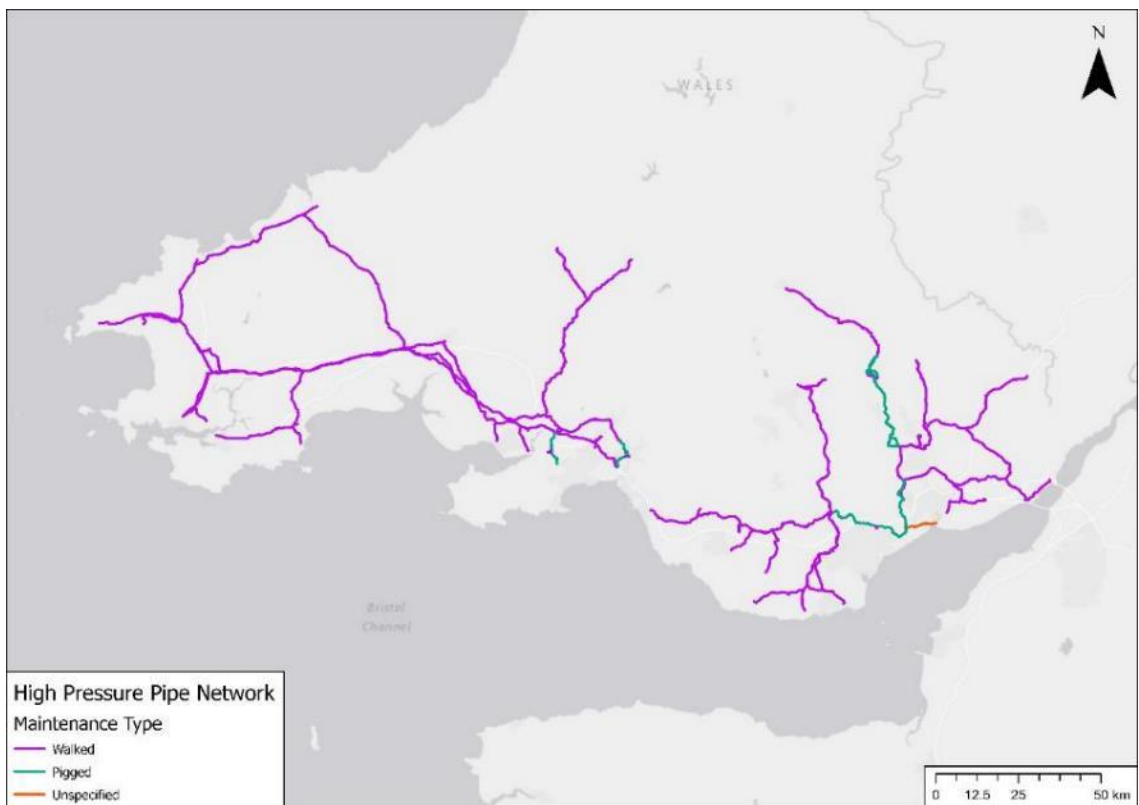 N
WALES
Bristol
Channel
High Pressure Pipe Network
Maintenance Type
Walked
Pigged
Unspecified
0 12.5 25 50 km